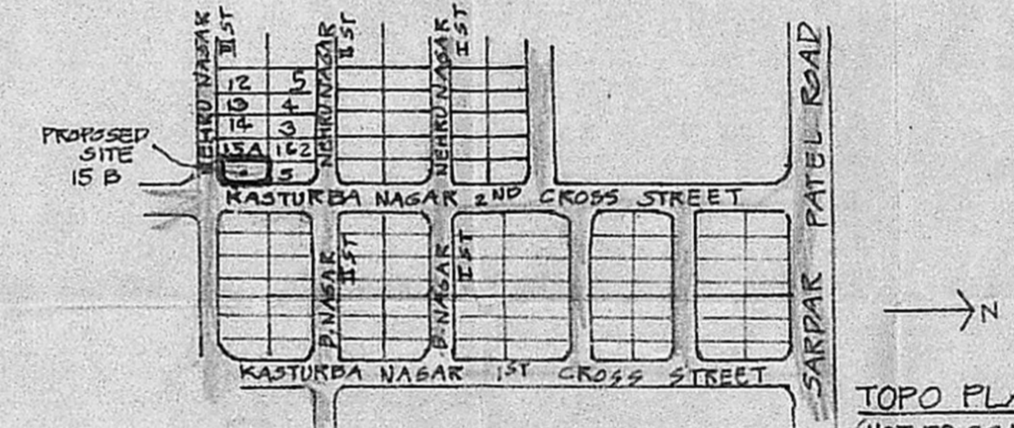 NEHRU NAGAR
III ST
NEHRU NAGAR
II ST
NEHRU NAGAR
I ST
SARDAR PATEL ROAD
12 5
13 4
14 3
15A 162
5
PROPOSED
SITE
15 B
KASTURBA NAGAR 2ND CROSS STREET
B.NAGAR
II ST
B.NAGAR
I ST
N
KASTURBA NAGAR 1ST CROSS STREET
TOPO PLA